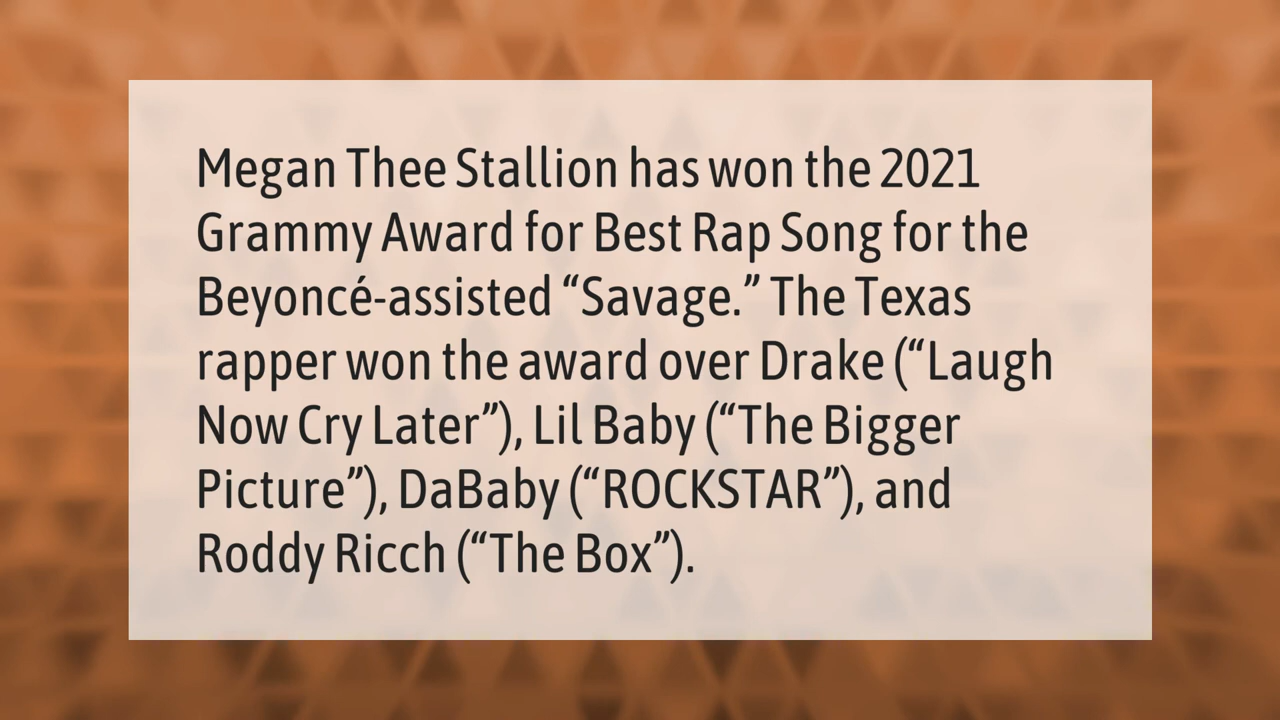 Megan Thee Stallion has won the 2021
Grammy Award for Best Rap Song for the
Beyoncé-assisted “Savage.” The Texas
rapper won the award over Drake (“Laugh
Now Cry Later”), Lil Baby (“The Bigger
Picture”), DaBaby (“ROCKSTAR”), and
Roddy Ricch (“The Box”).